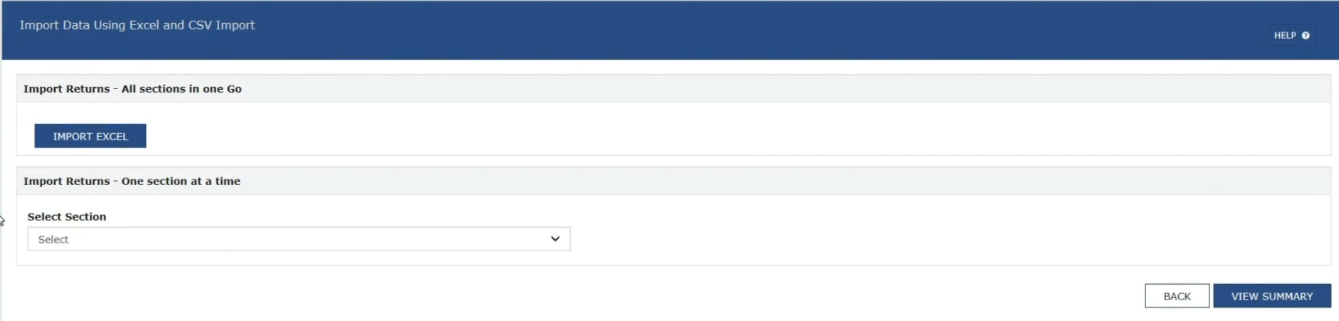 Import Data Using Excel and CSV Import
HELP
Import Returns - All sections in one Go
IMPORT EXCEL
Import Returns - One section at a time
Select Section
Select
BACK
VIEW SUMMARY